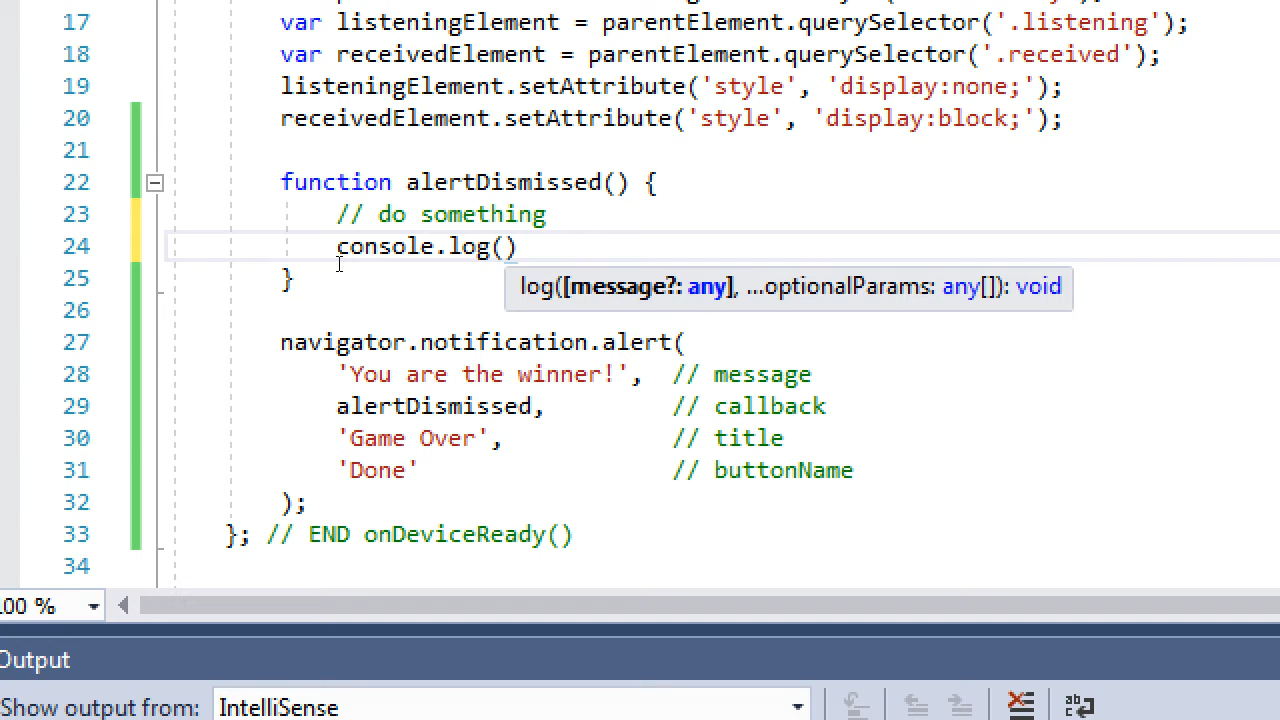 17 var listeningElement = parentElement.querySelector('.listening');
18 var receivedElement = parentElement.querySelector('.received');
19 listeningElement.setAttribute('style', 'display:none;');
20 receivedElement.setAttribute('style', 'display:block;');
21
22 function alertDismissed() {
23 // do something
24 console.log()
25 }
log([message?: any], ...optionalParams: any[]): void
26
27 navigator.notification.alert(
28 'You are the winner!', // message
29 alertDismissed, // callback
30 'Game Over', // title
31 'Done' // buttonName
32 );
33 }; // END onDeviceReady()
34
00 %
Output
Show output from: IntelliSense